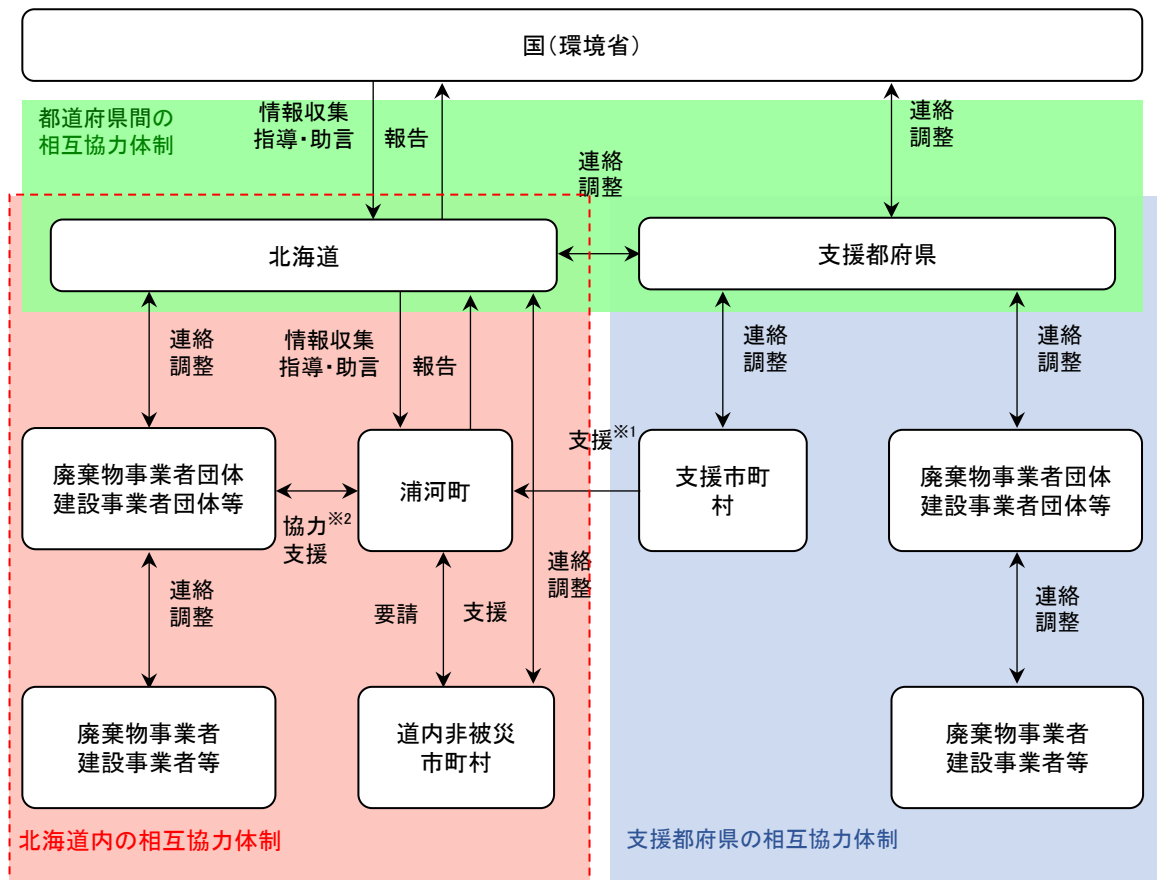 国(環境省)
都道府県間の
相互協力体制
情報収集
指導・助言
報告
連絡
調整
連絡
調整
北海道
支援都府県
連絡
調整
情報収集
指導・助言
報告
連絡
調整
連絡
調整
支援※1
廃棄物事業者団体
建設事業者団体等
浦河町
支援市町
村
廃棄物事業者団体
建設事業者団体等
協力※2
支援
連絡
調整
連絡
調整
要請
支援
連絡
調整
廃棄物事業者
建設事業者等
道内非被災
市町村
廃棄物事業者
建設事業者等
北海道内の相互協力体制
支援都府県の相互協力体制